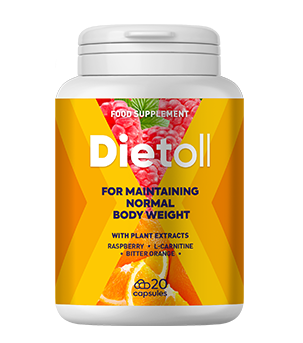 FOOD SUPPLEMENT
Dietoll
FOR MAINTAINING
NORMAL
BODY WEIGHT
WITH PLANT EXTRACTS
RASPBERRY • L-CARNITINE
• BITTER ORANGE •
20
capsules